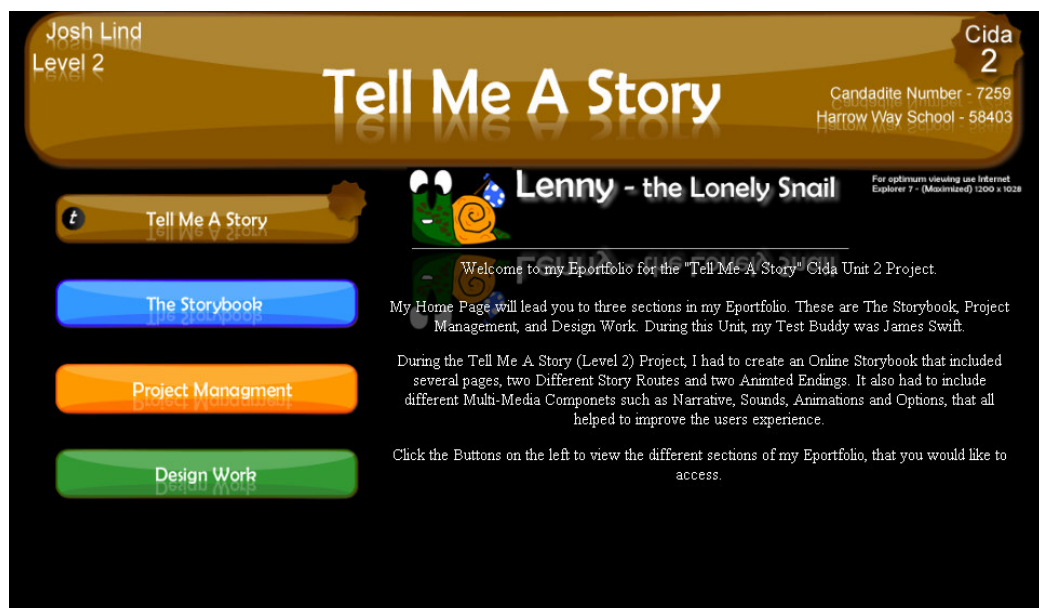 Josh Lind
Level 2
Tell Me A Story
Cida
2
Candadite Number - 7259
Harrow Way School - 58403
t
Tell Me A Story
The Storybook
Project Managment
Design Work
Lenny - the Lonely Snail
For optimum viewing use Internet
Explorer 7 - (Maximized) 1200 x 1028
Welcome to my Eportfolio for the "Tell Me A Story" Cida Unit 2 Project.
My Home Page will lead you to three sections in my Eportfolio. These are The Storybook, Project
Management, and Design Work. During this Unit, my Test Buddy was James Swift.
During the Tell Me A Story (Level 2) Project, I had to create an Online Storybook that included
several pages, two Different Story Routes and two Animted Endings. It also had to include
different Multi-Media Componets such as Narrative, Sounds, Animations and Options, that all
helped to improve the users experience.
Click the Buttons on the left to view the different sections of my Eportfolio, that you would like to
access.